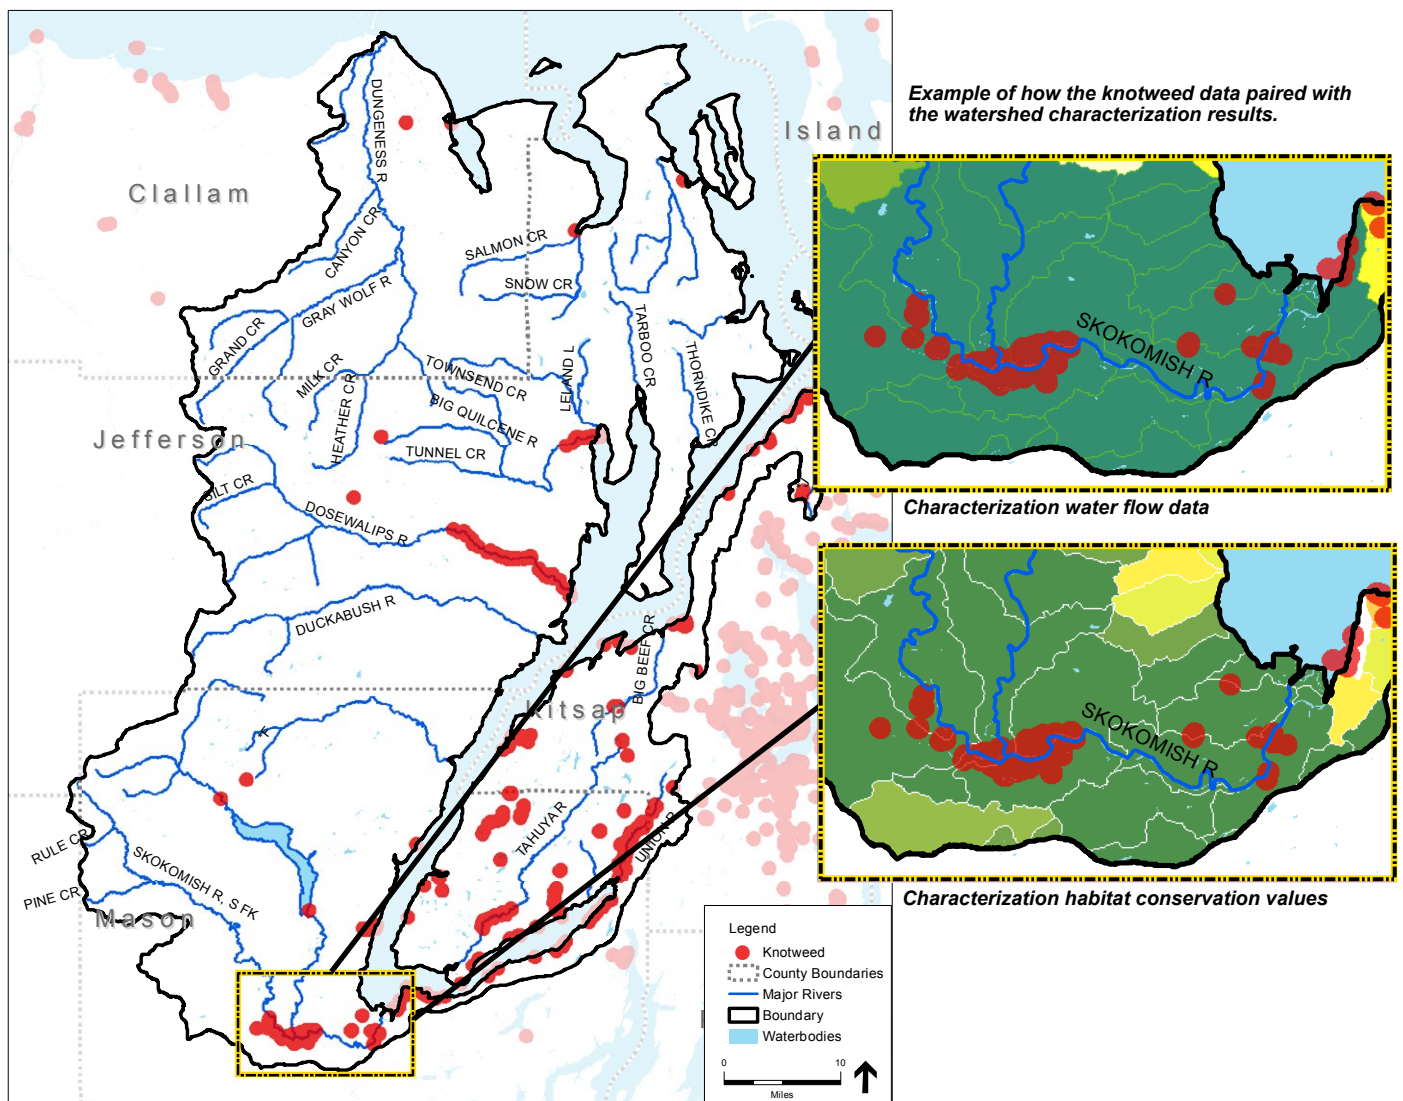 Example of how the knotweed data paired with
the watershed characterization results.
Island
Clallam
DUNGENESS R
CANYON CR
SALMON CR
SNOW CR
GRAY WOLF R
GRAND CR
MILK CR
HEATHER CR
TOWNSEND CR
LELAND L
TARBOO CR
THORNDIKE CR
BIG QUILCENE R
TUNNEL CR
Jefferson
SILT CR
DOSEWALIPS R
DUCKABUSH R
BIG BEEF CR
Kitsap
TAHUYA R
UNION R
RULE CR
PINE CR
SKOKOMISH R, S FK
Mason
SKOKOMISH R
Characterization water flow data
SKOKOMISH R
Characterization habitat conservation values
Legend
Knotweed
County Boundaries
Major Rivers
Boundary
Waterbodies
0 10
Miles